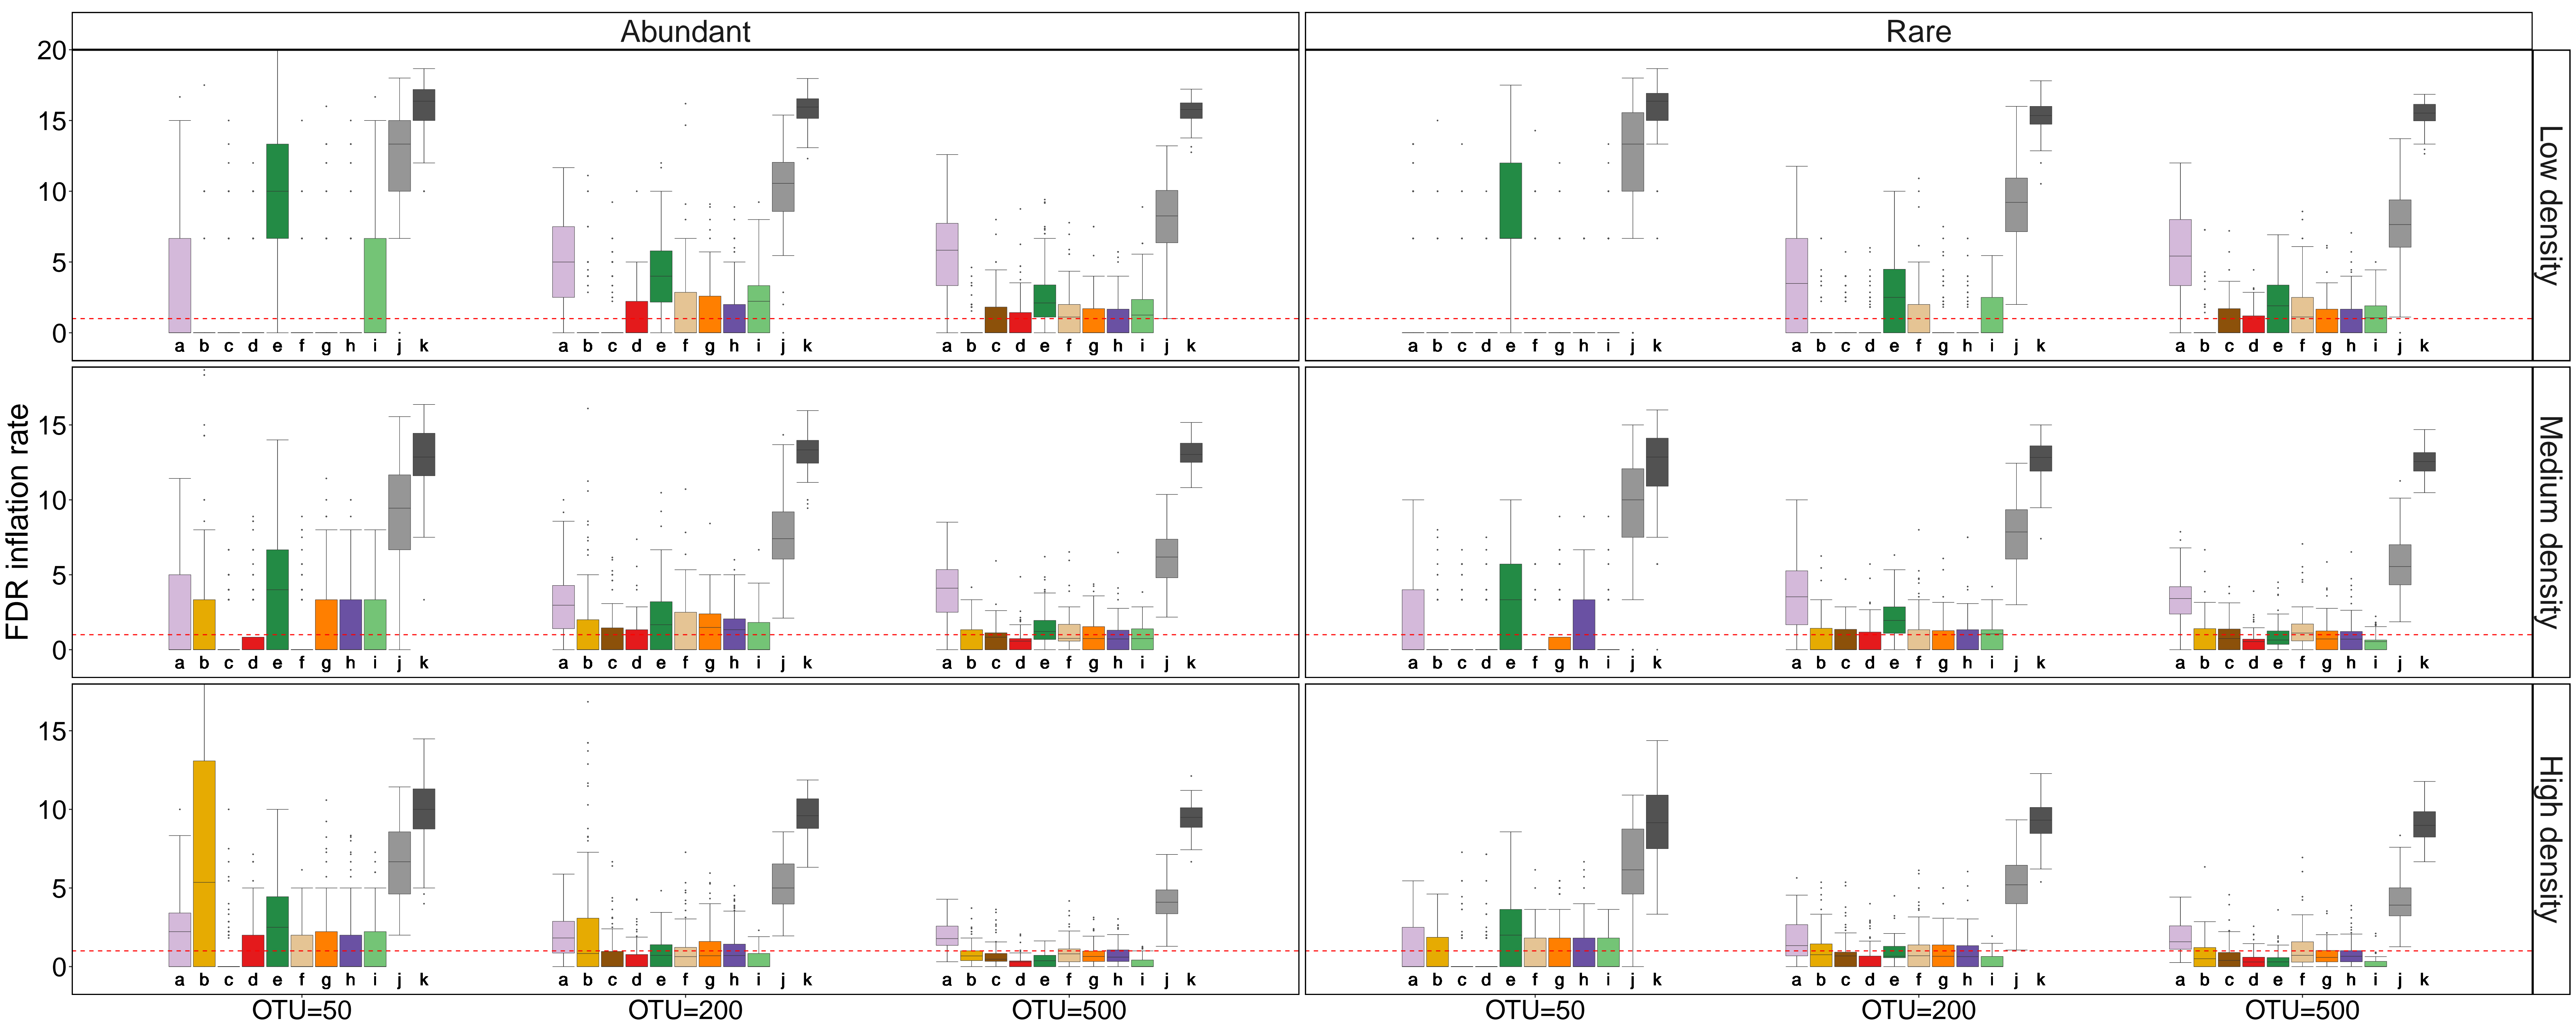 Abundant Rare
20
15
10
5
0
a b c d e f g h i j k a b c d e f g h i j k a b c d e f g h i j k a b c d e f g h i j k a b c d e f g h i j k a b c d e f g h i j k
Low density
FDR inflation rate
15
10
5
0
a b c d e f g h i j k a b c d e f g h i j k a b c d e f g h i j k a b c d e f g h i j k a b c d e f g h i j k a b c d e f g h i j k
Medium density
15
10
5
0
a b c d e f g h i j k a b c d e f g h i j k a b c d e f g h i j k a b c d e f g h i j k a b c d e f g h i j k a b c d e f g h i j k
High density
OTU=50 OTU=200 OTU=500 OTU=50 OTU=200 OTU=500